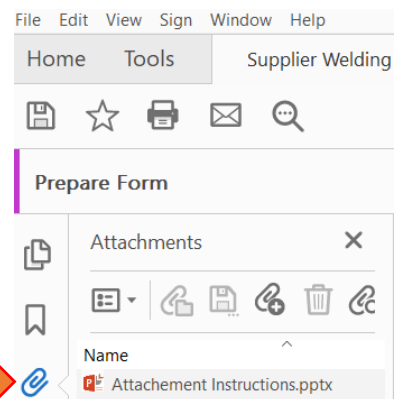 File Edit View Sign Window Help
Home Tools Supplier Welding
Prepare Form
Attachments
Name
Attachement Instructions.pptx